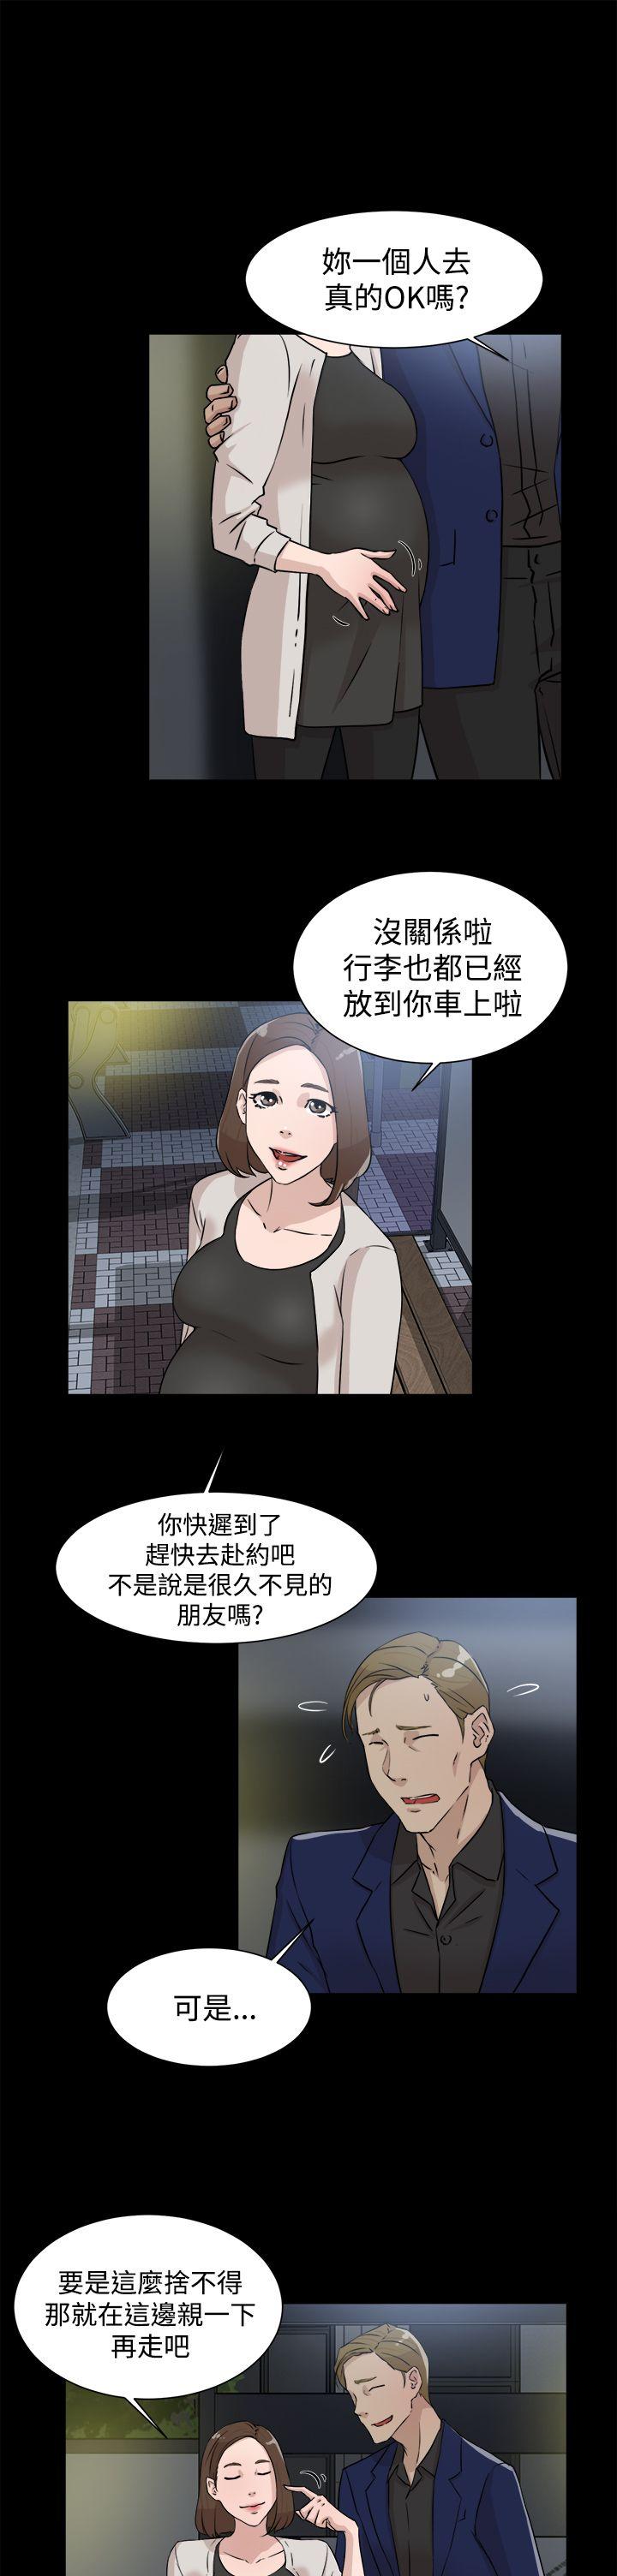 妳一個人去
真的OK嗎?
沒關係啦
行李也都已經
放到你車上啦
你快遲到了
趕快去赴約吧
不是說是很久不見的
朋友嗎?
可是...
要是這麼捨不得
那就在這邊親一下
再走吧